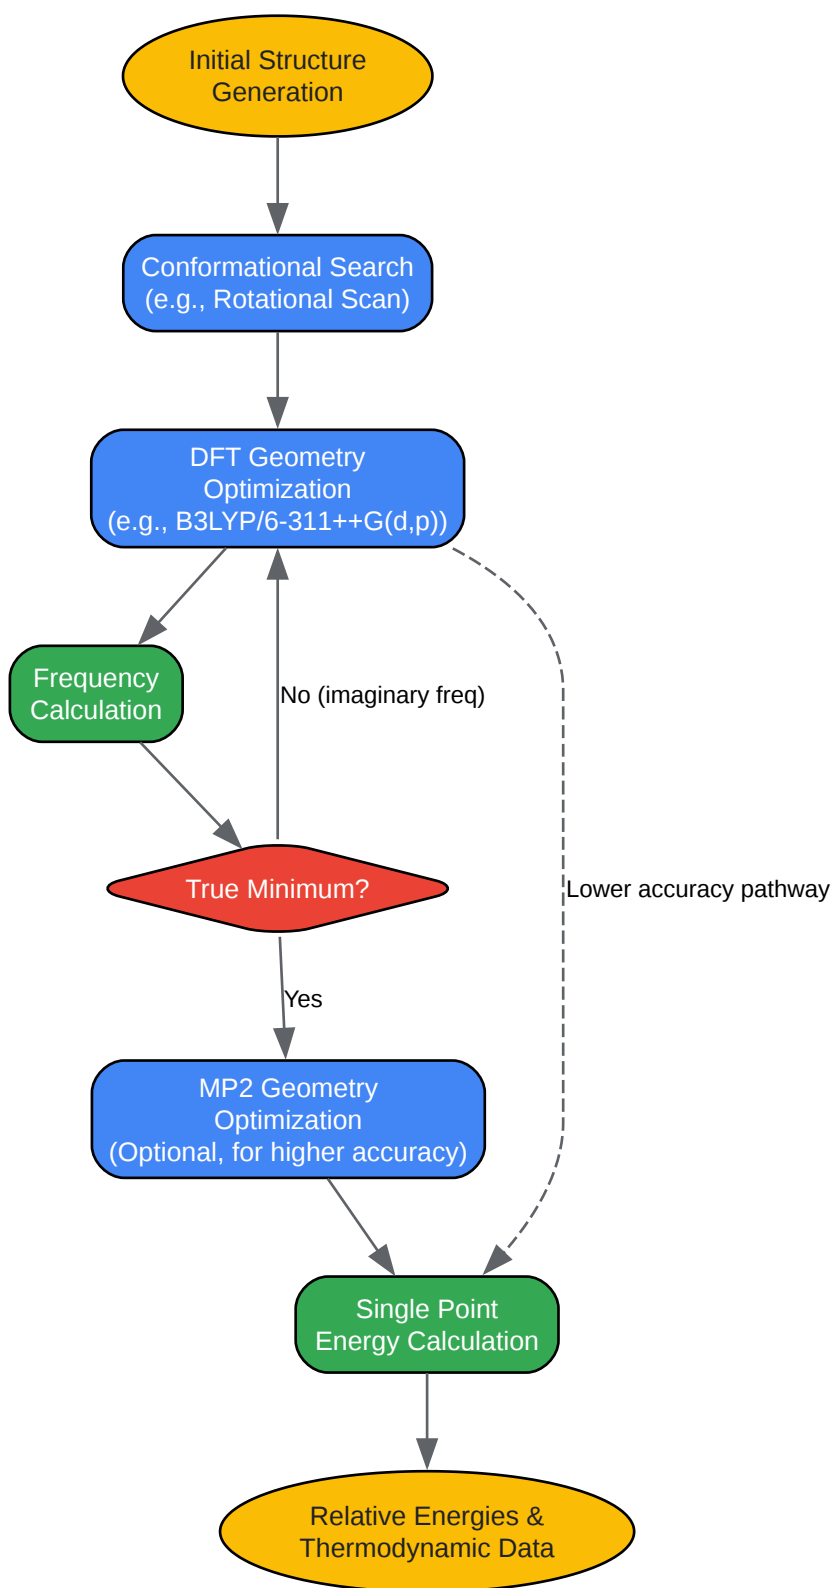 Initial Structure
Generation
Conformational Search
(e.g., Rotational Scan)
DFT Geometry
Optimization
(e.g., B3LYP/6-311++G(d,p))
Frequency
Calculation
No (imaginary freq)
True Minimum?
Lower accuracy pathway
Yes
MP2 Geometry
Optimization
(Optional, for higher accuracy)
Single Point
Energy Calculation
Relative Energies &
Thermodynamic Data